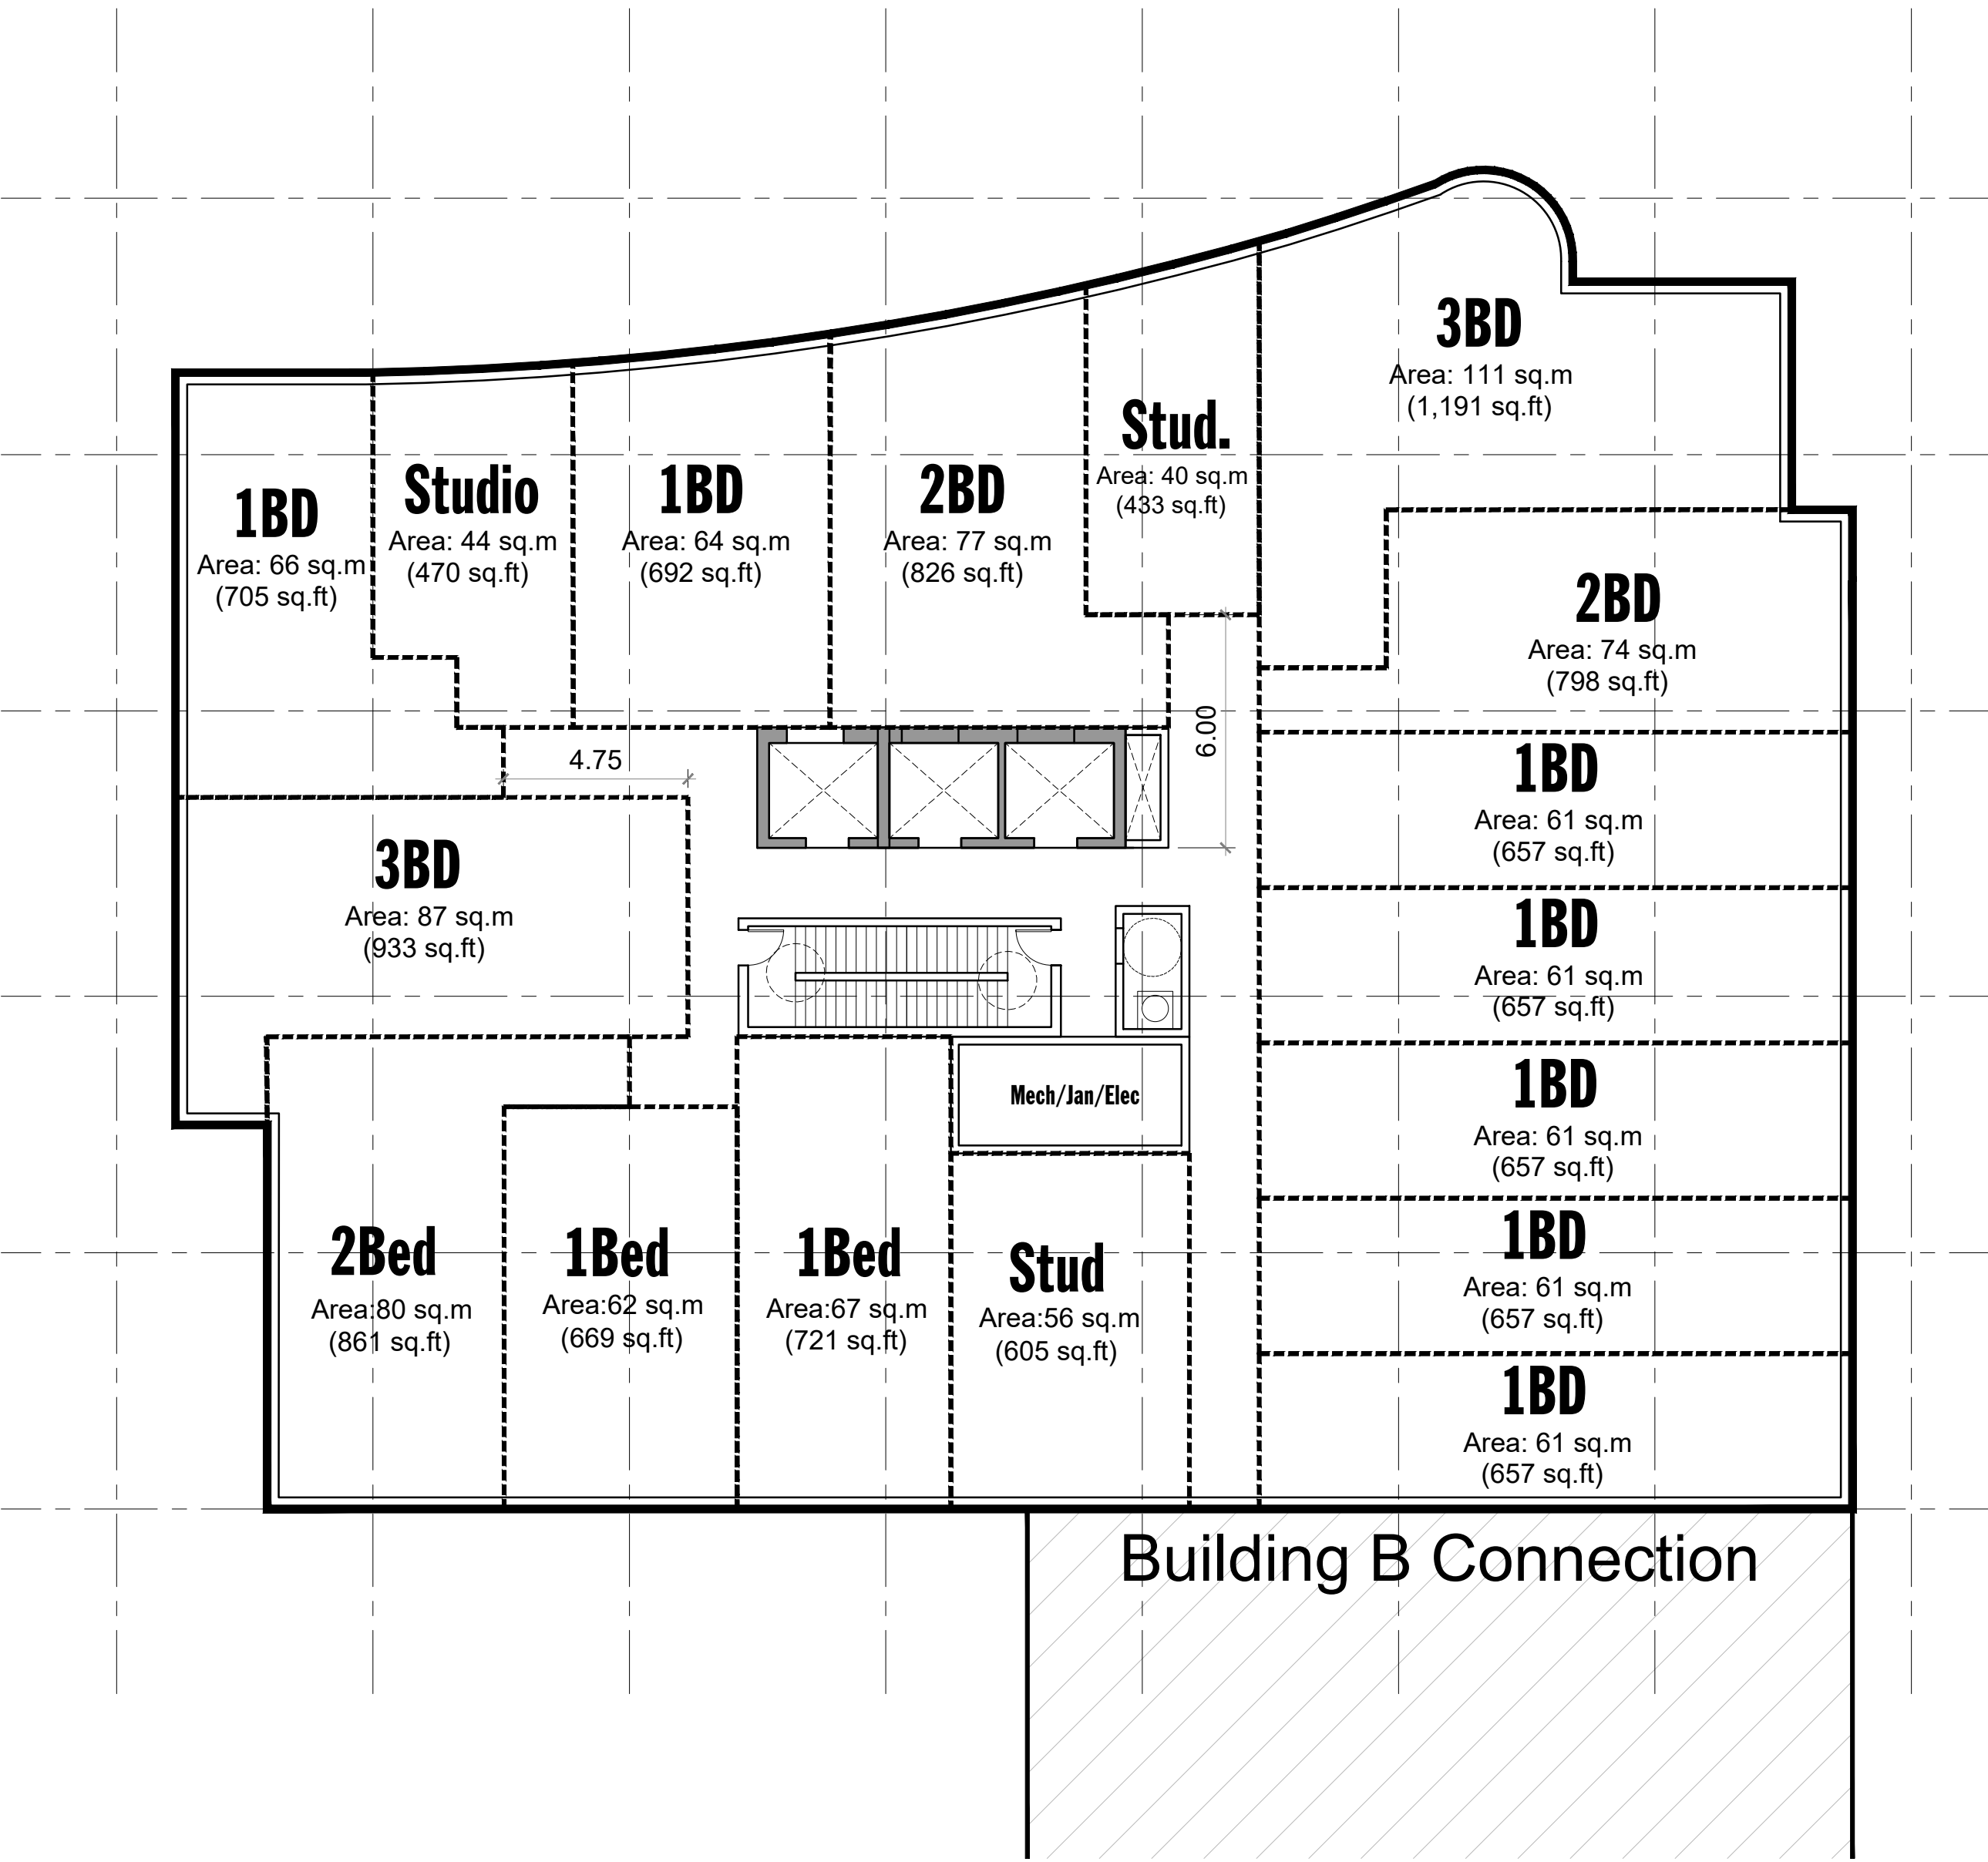 3BD
Area: 111 sq.m
(1,191 sq.ft)
Stud.
Area: 40 sq.m
(433 sq.ft)
1BD
Area: 66 sq.m
(705 sq.ft)
Studio
Area: 44 sq.m
(470 sq.ft)
1BD
Area: 64 sq.m
(692 sq.ft)
2BD
Area: 77 sq.m
(826 sq.ft)
2BD
Area: 74 sq.m
(798 sq.ft)
4.75
6.00
1BD
Area: 61 sq.m
(657 sq.ft)
3BD
Area: 87 sq.m
(933 sq.ft)
1BD
Area: 61 sq.m
(657 sq.ft)
Mech/Jan/Elec
1BD
Area: 61 sq.m
(657 sq.ft)
2Bed
Area:80 sq.m
(861 sq.ft)
1Bed
Area:62 sq.m
(669 sq.ft)
1Bed
Area:67 sq.m
(721 sq.ft)
Stud
Area:56 sq.m
(605 sq.ft)
1BD
Area: 61 sq.m
(657 sq.ft)
1BD
Area: 61 sq.m
(657 sq.ft)
Building B Connection